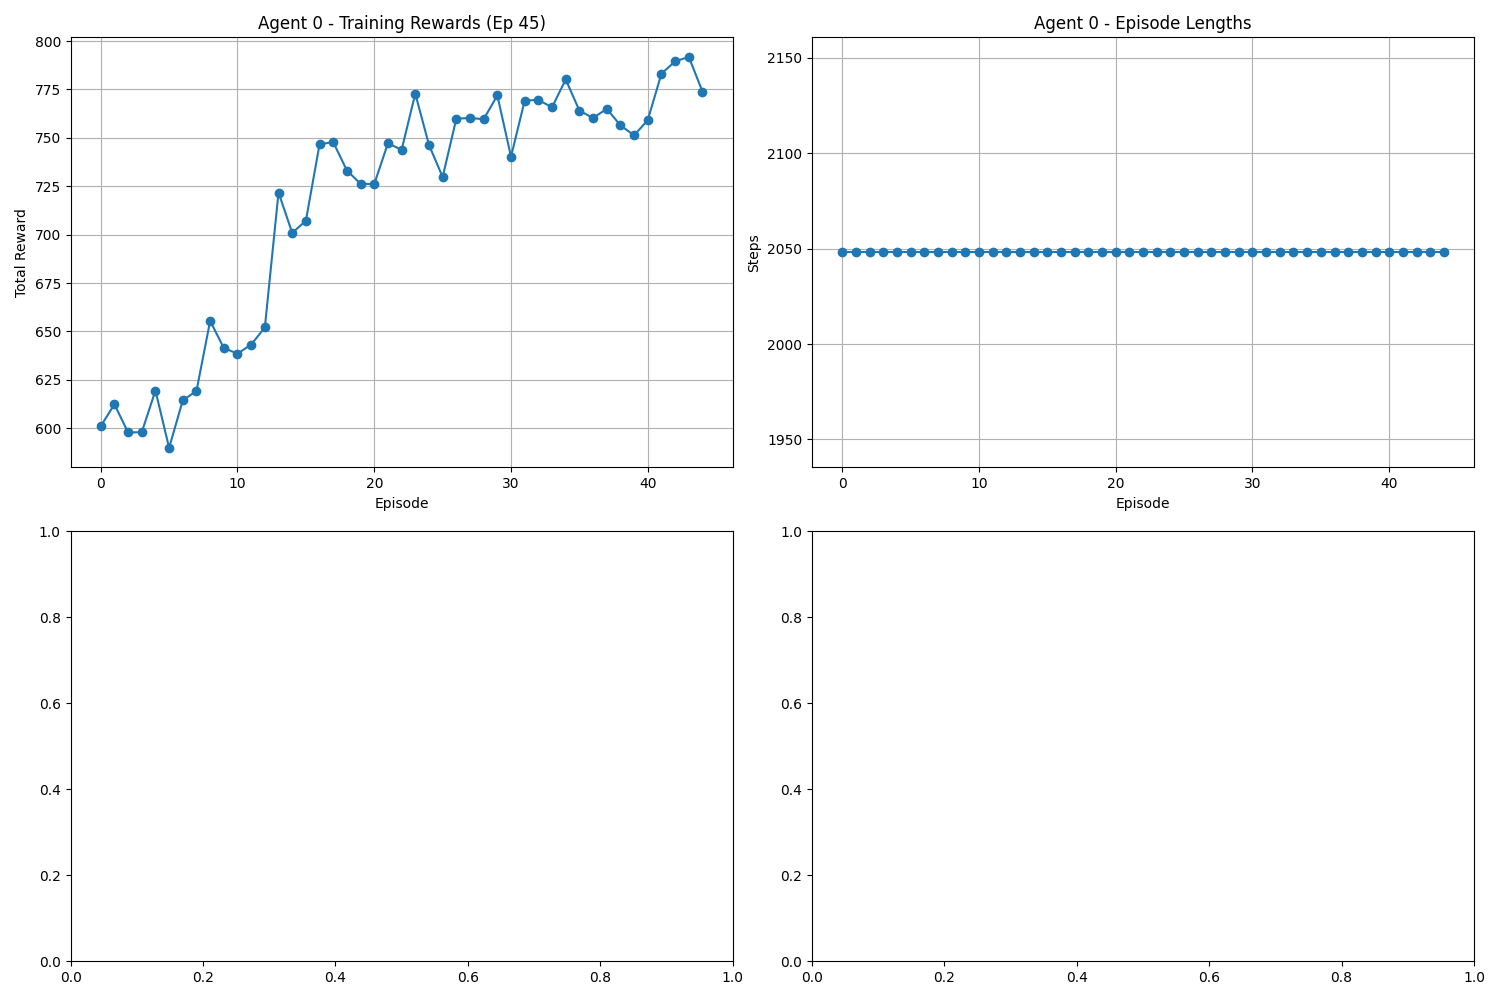 Agent 0 - Training Rewards (Ep 45)
800
775
750
725
700
675
650
625
600
Total Reward
0 10 20 30 40
Episode
Agent 0 - Episode Lengths
2150
2100
2050
2000
1950
Steps
0 10 20 30 40
Episode
1.0
0.8
0.6
0.4
0.2
0.0
0.0 0.2 0.4 0.6 0.8 1.0
1.0
0.8
0.6
0.4
0.2
0.0
0.0 0.2 0.4 0.6 0.8 1.0